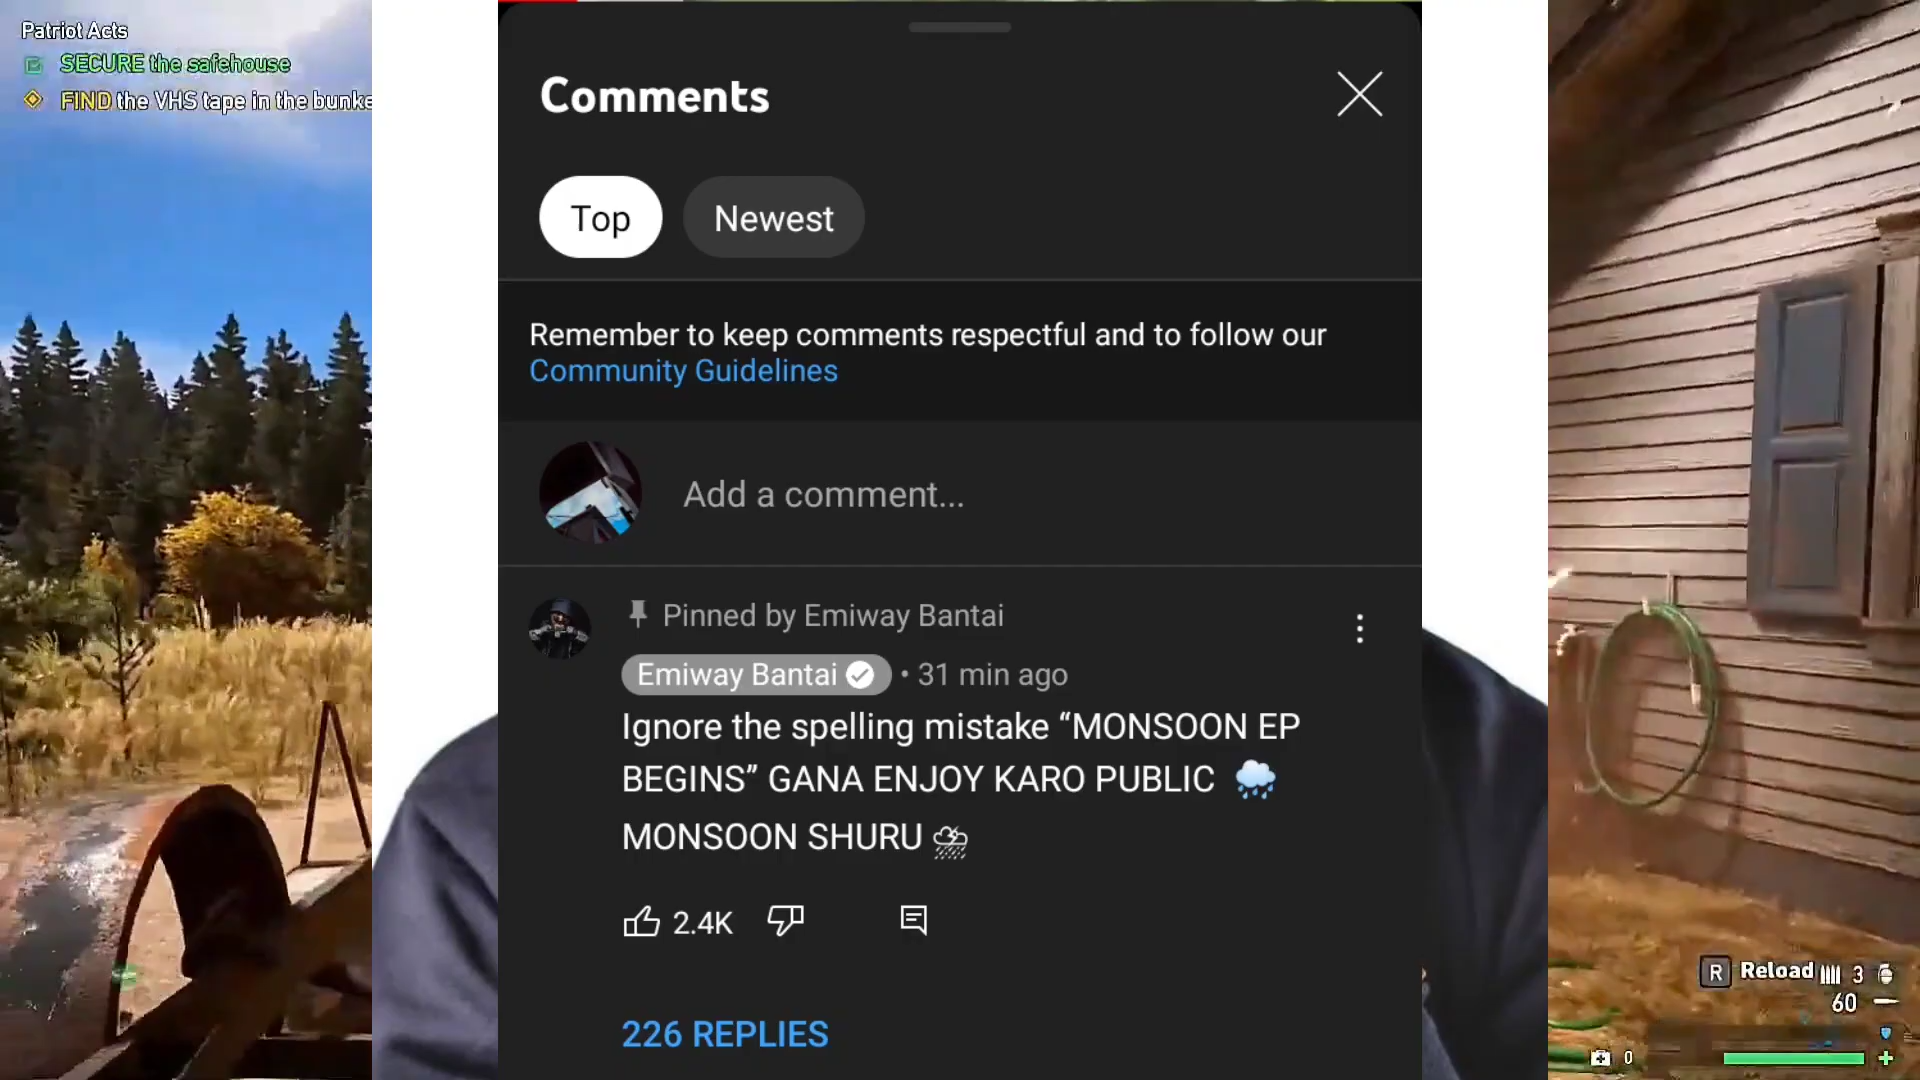 Patriot Acts
SECURE the safehouse
FIND the VHS tape in the bunke
Comments
Top
Newest
Remember to keep comments respectful and to follow our
Community Guidelines
Add a comment...
Pinned by Emiway Bantai
Emiway Bantai • 31 min ago
Ignore the spelling mistake “MONSOON EP
BEGINS” GANA ENJOY KARO PUBLIC 🌧️
MONSOON SHURU ⛈
2.4K
226 REPLIES
R Reload 3
60
0